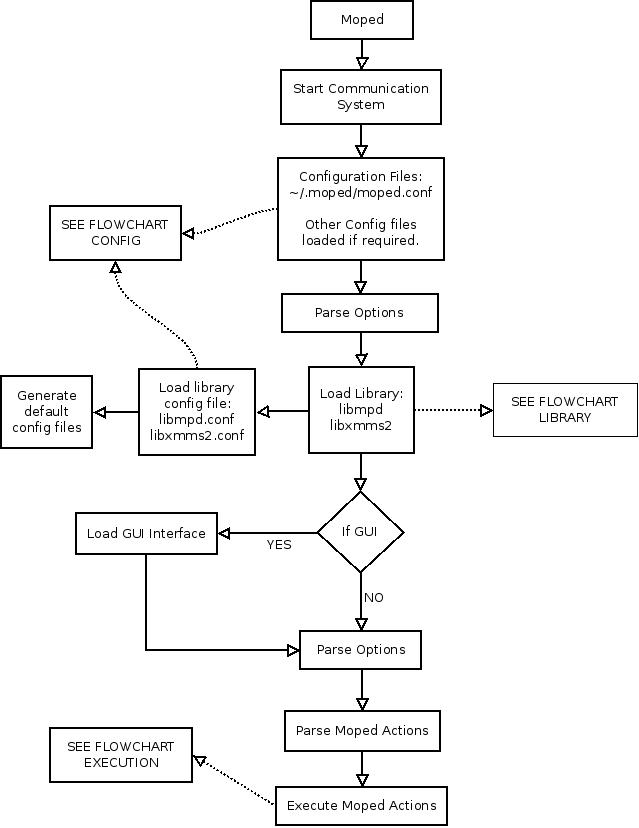 Moped
Start Communication
System
Configuration Files:
~/.moped/moped.conf
Other Config files
loaded if required.
SEE FLOWCHART
CONFIG
Parse Options
Generate
default
config files
Load library
config file:
libmpd.conf
libxmms2.conf
Load Library:
libmpd
libxmms2
SEE FLOWCHART
LIBRARY
If GUI
Load GUI Interface
YES
NO
Parse Options
Parse Moped Actions
SEE FLOWCHART
EXECUTION
Execute Moped Actions